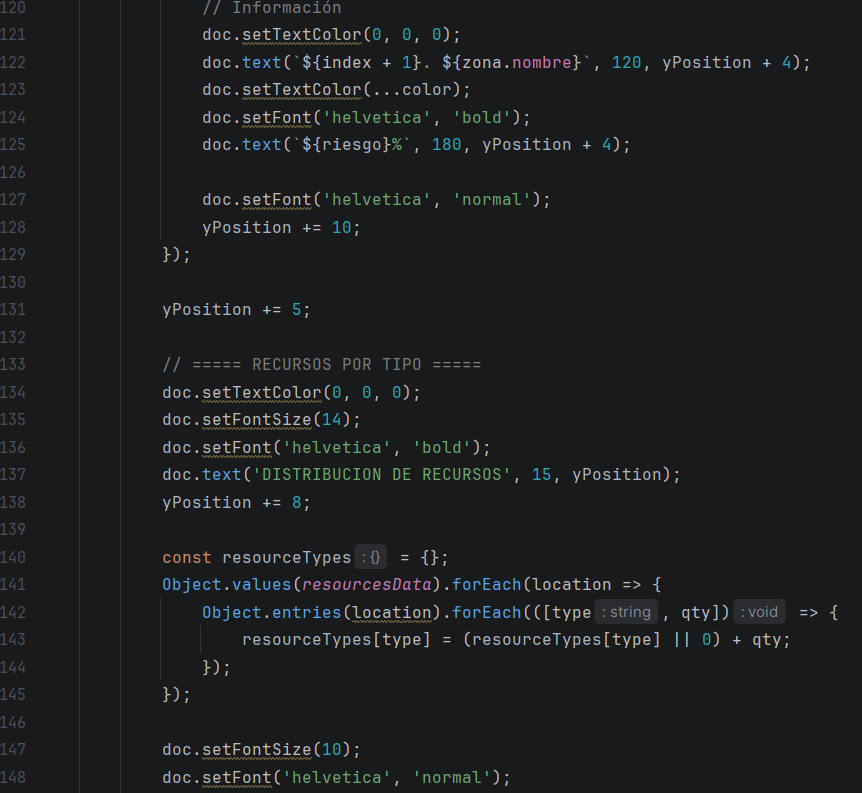 120 // Información
121 doc.setTextColor(0, 0, 0);
122 doc.text(`${index + 1}. ${zona.nombre}`, 120, yPosition + 4);
123 doc.setTextColor(...color);
124 doc.setFont('helvetica', 'bold');
125 doc.text(`${riesgo}%`, 180, yPosition + 4);
126
127 doc.setFont('helvetica', 'normal');
128 yPosition += 10;
129 });
130
131 yPosition += 5;
132
133 // ===== RECURSOS POR TIPO =====
134 doc.setTextColor(0, 0, 0);
135 doc.setFontSize(14);
136 doc.setFont('helvetica', 'bold');
137 doc.text('DISTRIBUCION DE RECURSOS', 15, yPosition);
138 yPosition += 8;
139
140 const resourceTypes : {} = {};
141 Object.values(resourcesData).forEach(location => {
142 Object.entries(location).forEach(([type : string , qty]) : void => {
143 resourceTypes[type] = (resourceTypes[type] || 0) + qty;
144 });
145 });
146
147 doc.setFontSize(10);
148 doc.setFont('helvetica', 'normal');